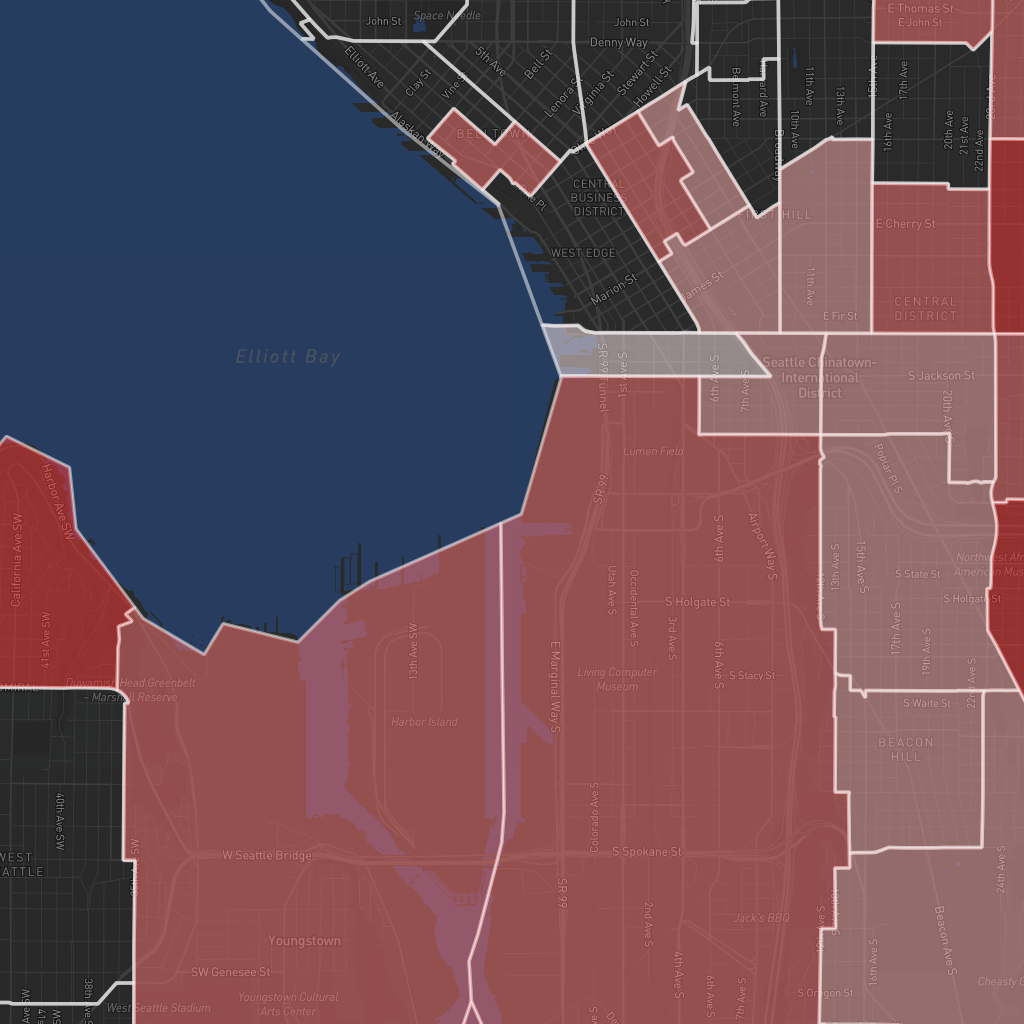 Space Needle
John St
John St
E Thomas St
E John St
Denny Way
Elliott Ave
5th Ave
Bell St
Clay St
Vine St
Stewart St
Howell St
Virginia St
Lenora St
Belmont Ave
11th Ave
13th Ave
15th Ave
17th Ave
10th Ave
Broadway
16th Ave
20th Ave
21st Ave
22nd Ave
Alaskan Way
BELLTOWN
CENTRAL
BUSINESS
DISTRICT
FIRST HILL
E Cherry St
WEST EDGE
Marion St
James St
11th Ave
E Fir St
CENTRAL
DISTRICT
Elliott Bay
SR 99 Tunnel
1st Ave S
6th Ave S
7th Ave S
Seattle Chinatown-
International
District
S Jackson St
20th Ave S
Lumen Field
Poplar Pl S
SR 99
Harbor Ave SW
California Ave SW
41st Ave SW
6th Ave S
Airport Way S
13th Ave S
15th Ave S
S State St
S Holgate St
Utah Ave S
Occidental Ave S
S Holgate St
3rd Ave S
6th Ave S
17th Ave S
19th Ave S
22nd Ave S
13th Ave SW
E Marginal Way S
Living Computer
Museum
S Stacy St
Duwamish Head Greenbelt
- Marshall Reserve
Harbor Island
S Waite St
BEACON
HILL
40th Ave SW
Colorado Ave S
W Seattle Bridge
S Spokane St
24th Ave S
SR 99
2nd Ave S
Jack's BBQ
16th Ave S
Beacon Ave S
Youngstown
SW Genesee St
4th Ave S
6th Ave S
7th Ave S
S Oregon St
38th Ave SW
West Seattle Stadium
Youngstown Cultural
Arts Center